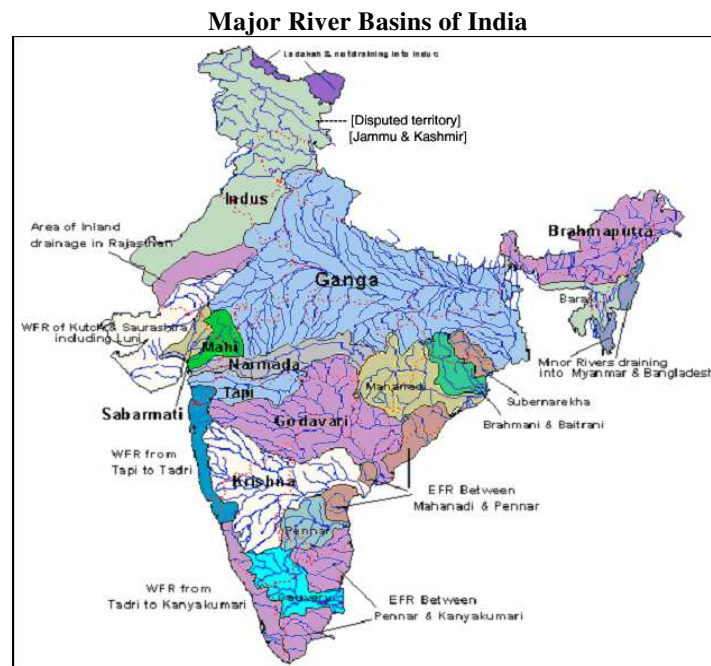 Major River Basins of India
Ladakah & not draining into Indus
[Disputed territory]
[Jammu & Kashmir]
Indus
Area of Inland
drainage in Rajasthan
Brahmaputta
Ganga
Barak
WFR of Kutch & Saurashtra
including Luni
Mahi
Minor Rivers draining
into Myanmar & Bangladesh
Narmada
Mahanadi
Tapi
Subernarekha
Sabarmati
Godavari
Brahmani & Baitrani
WFR from
Tapi to Tadri
Krishna
EFR Between
Mahanadi & Pennar
Pennar
WFR from
Tadri to Kanyakumari
Cauvery
EFR Between
Pennar & Kanyakumari